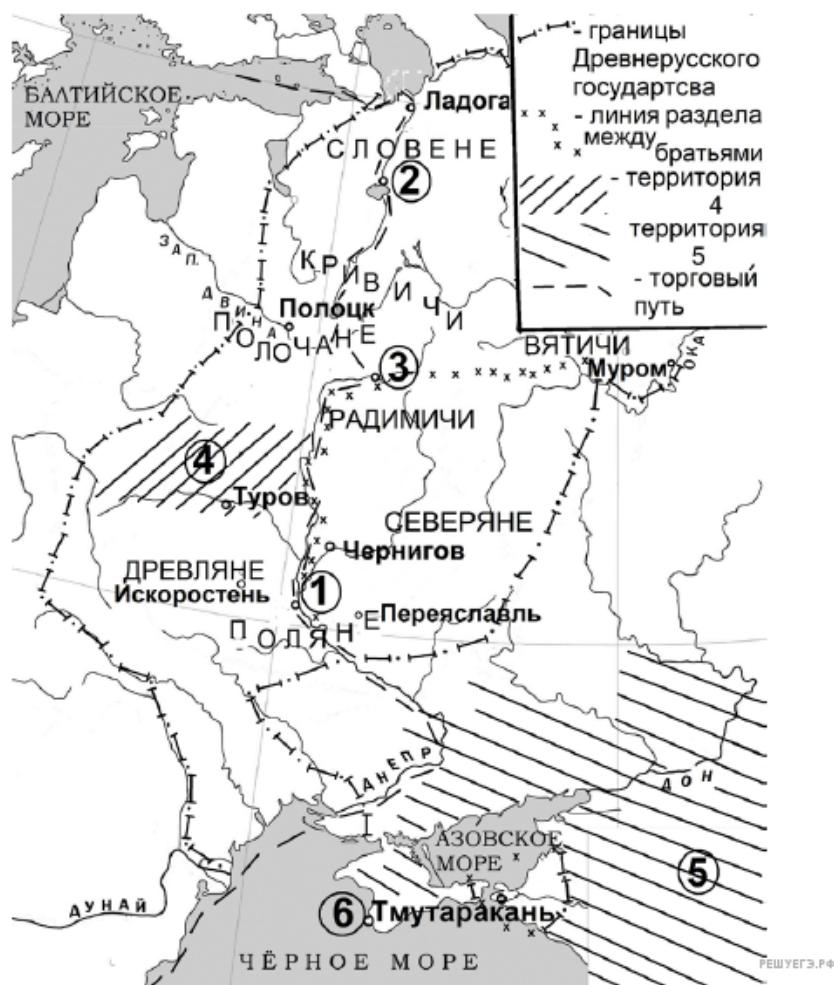 - границы
Древнерусского
государтсва
- линия раздела
между
братьями
- территория
4
территория
5
- торговый
путь
БАЛТИЙСКОЕ
МОРЕ
Ладога
СЛОВЕНЕ
2
КРИВИЧИ
ЗАП. ДВИНА
Полоцк
ПОЛОЧАНЕ
3
ВЯТИЧИ
Муром
ОКА
РАДИМИЧИ
4
Туров
СЕВЕРЯНЕ
Чернигов
ДРЕВЛЯНЕ
Искоростень
1
Переяславль
ПОЛЯНЕ
ДНЕПР
ДОН
АЗОВСКОЕ
МОРЕ
5
ДУНАЙ
6
Тмутаракань
ЧЁРНОЕ МОРЕ
РЕШУЕГЭ.РФ